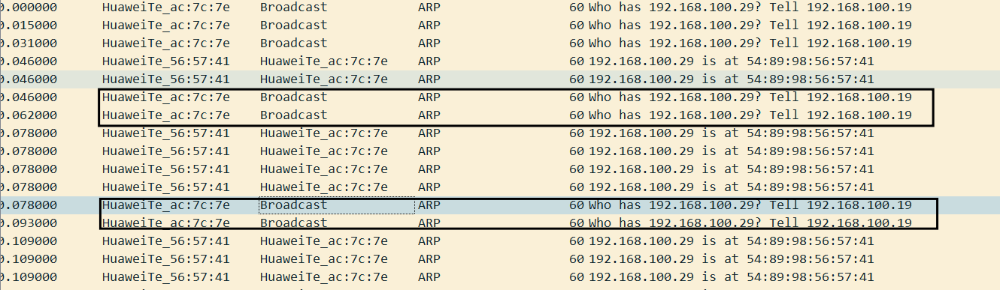 0.000000 HuaweiTe_ac:7c:7e Broadcast ARP 60 Who has 192.168.100.29? Tell 192.168.100.19
0.015000 HuaweiTe_ac:7c:7e Broadcast ARP 60 Who has 192.168.100.29? Tell 192.168.100.19
0.031000 HuaweiTe_ac:7c:7e Broadcast ARP 60 Who has 192.168.100.29? Tell 192.168.100.19
0.046000 HuaweiTe_56:57:41 HuaweiTe_ac:7c:7e ARP 60 192.168.100.29 is at 54:89:98:56:57:41
0.046000 HuaweiTe_56:57:41 HuaweiTe_ac:7c:7e ARP 60 192.168.100.29 is at 54:89:98:56:57:41
0.046000 HuaweiTe_ac:7c:7e Broadcast ARP 60 Who has 192.168.100.29? Tell 192.168.100.19
0.062000 HuaweiTe_ac:7c:7e Broadcast ARP 60 Who has 192.168.100.29? Tell 192.168.100.19
0.078000 HuaweiTe_56:57:41 HuaweiTe_ac:7c:7e ARP 60 192.168.100.29 is at 54:89:98:56:57:41
0.078000 HuaweiTe_56:57:41 HuaweiTe_ac:7c:7e ARP 60 192.168.100.29 is at 54:89:98:56:57:41
0.078000 HuaweiTe_56:57:41 HuaweiTe_ac:7c:7e ARP 60 192.168.100.29 is at 54:89:98:56:57:41
0.078000 HuaweiTe_56:57:41 HuaweiTe_ac:7c:7e ARP 60 192.168.100.29 is at 54:89:98:56:57:41
0.078000 HuaweiTe_ac:7c:7e Broadcast ARP 60 Who has 192.168.100.29? Tell 192.168.100.19
0.093000 HuaweiTe_ac:7c:7e Broadcast ARP 60 Who has 192.168.100.29? Tell 192.168.100.19
0.109000 HuaweiTe_56:57:41 HuaweiTe_ac:7c:7e ARP 60 192.168.100.29 is at 54:89:98:56:57:41
0.109000 HuaweiTe_56:57:41 HuaweiTe_ac:7c:7e ARP 60 192.168.100.29 is at 54:89:98:56:57:41
0.109000 HuaweiTe_56:57:41 HuaweiTe_ac:7c:7e ARP 60 192.168.100.29 is at 54:89:98:56:57:41